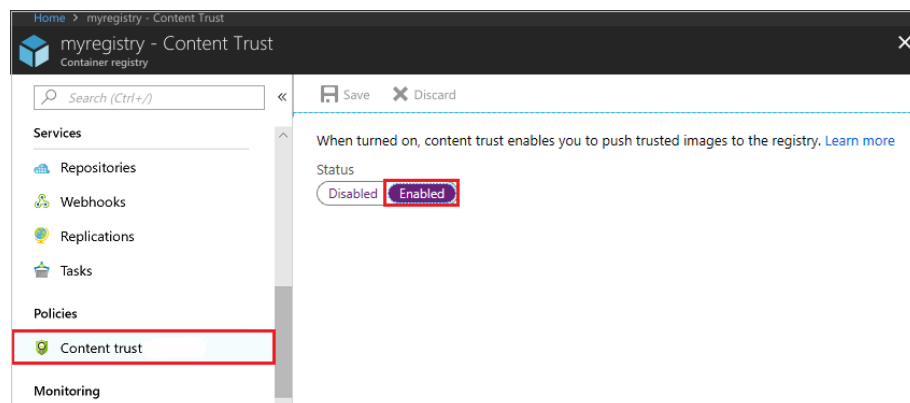 Home > myregistry - Content Trust
myregistry - Content Trust
Container registry
Search (Ctrl+/)
Save
Discard
Services
When turned on, content trust enables you to push trusted images to the registry. Learn more
Repositories
Status
Webhooks
Disabled
Enabled
Replications
Tasks
Policies
Content trust
Monitoring